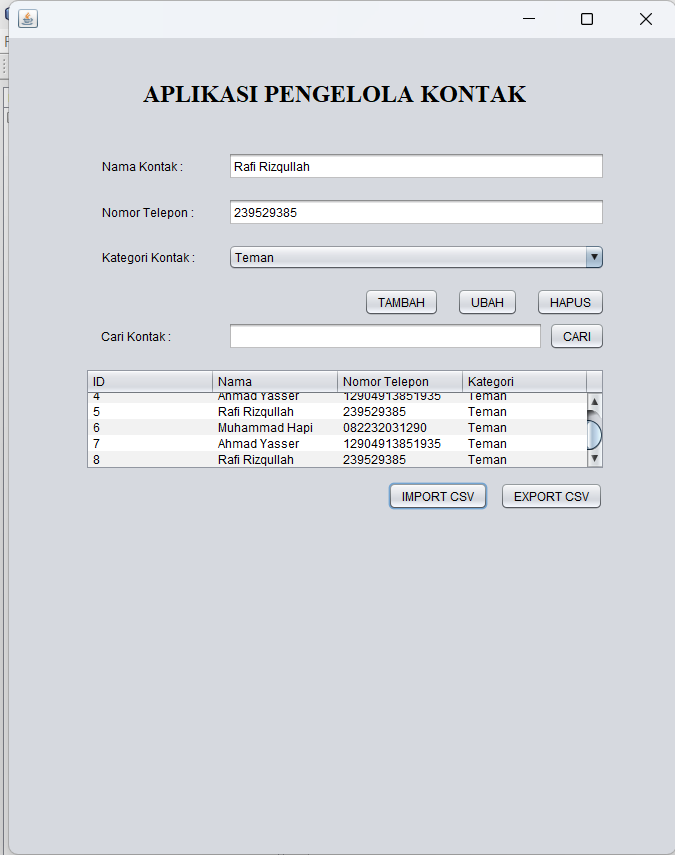 APLIKASI PENGELOLA KONTAK
Nama Kontak : Rafi Rizqullah
Nomor Telepon : 239529385
Kategori Kontak : Teman
TAMBAH UBAH HAPUS
Cari Kontak : CARI
ID Nama Nomor Telepon Kategori
4 Ahmad Yasser 12904913851935 Teman
5 Rafi Rizqullah 239529385 Teman
6 Muhammad Hapi 082232031290 Teman
7 Ahmad Yasser 12904913851935 Teman
8 Rafi Rizqullah 239529385 Teman
IMPORT CSV EXPORT CSV